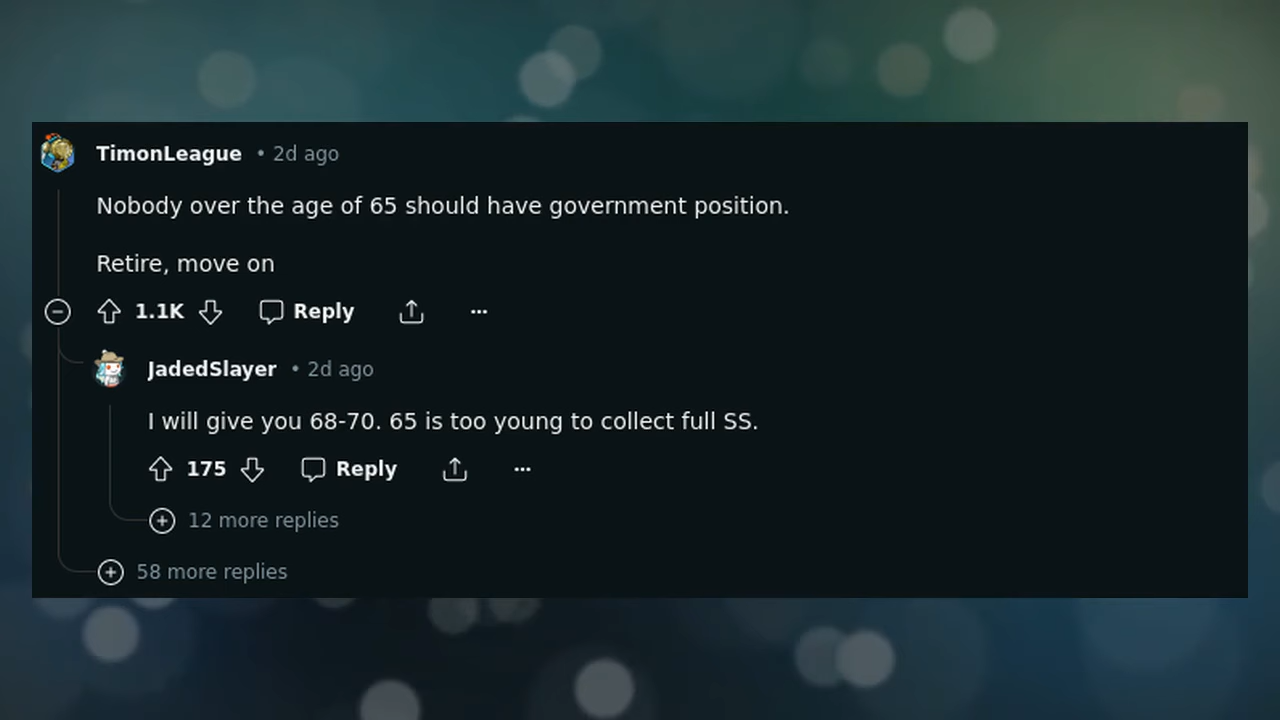 TimonLeague • 2d ago
Nobody over the age of 65 should have government position.
Retire, move on
1.1K Reply ...
JadedSlayer • 2d ago
I will give you 68-70. 65 is too young to collect full SS.
175 Reply ...
12 more replies
58 more replies